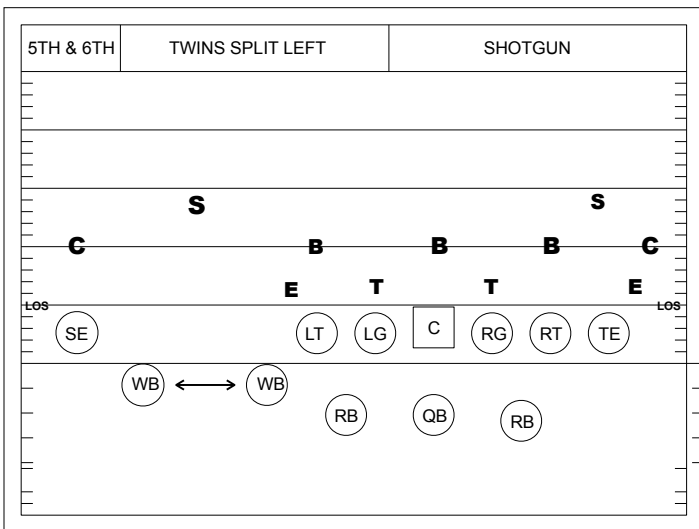 5TH & 6TH TWINS SPLIT LEFT SHOTGUN
S S
C B B B C
E T T E
LOS LOS
SE LT LG C RG RT TE
WB WB
RB QB RB